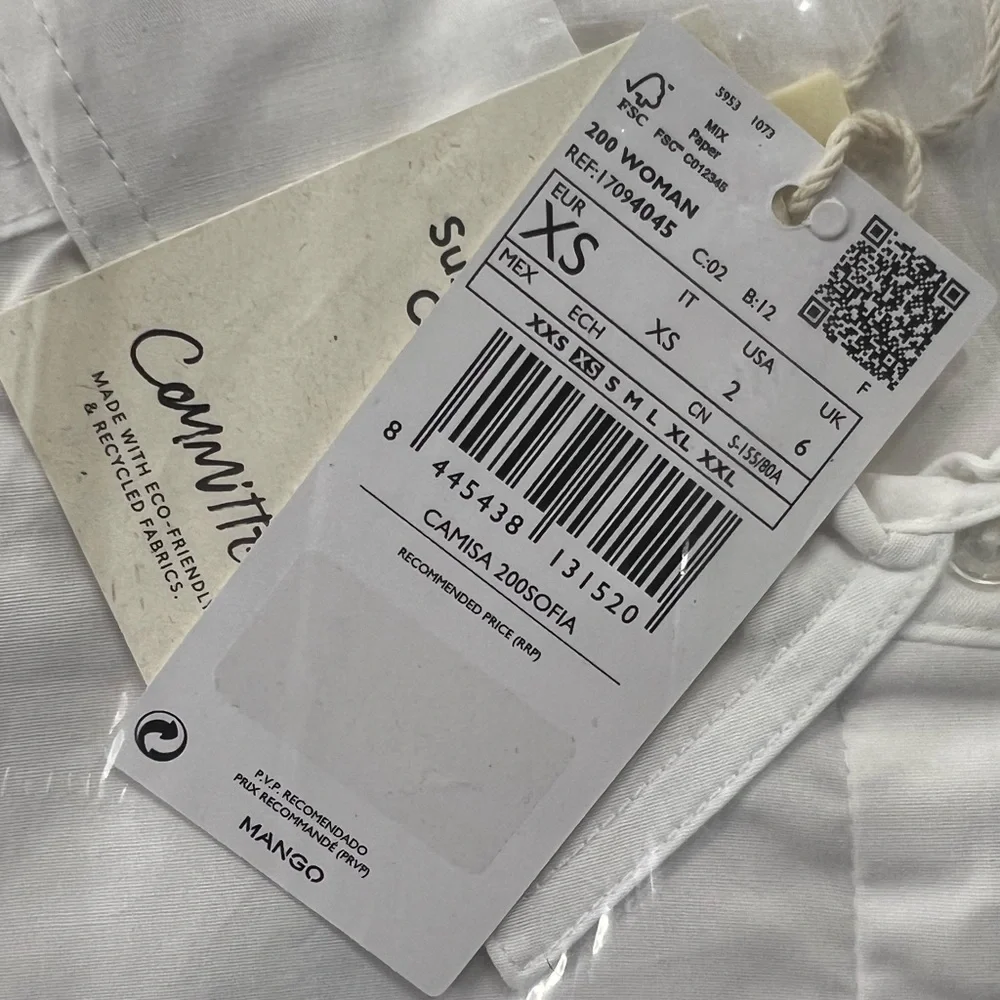 5953 1073
FSC
MIX
Paper
FSC™ C012345
200 WOMAN
REF:17094045
C:02 B:12
EUR IT USA UK
XS XS 2 6
MEX ECH CN S-155/80A
XXS XS S M L XL XXL
F
8 445438 131520
CAMISA 200SOFIA
RECOMMENDED PRICE (RRP)
P.V.P. RECOMENDADO
PRIX RECOMMANDÉ (PRVP)
MANGO
MADE WITH ECO-FRIENDLY
& RECYCLED FABRICS.